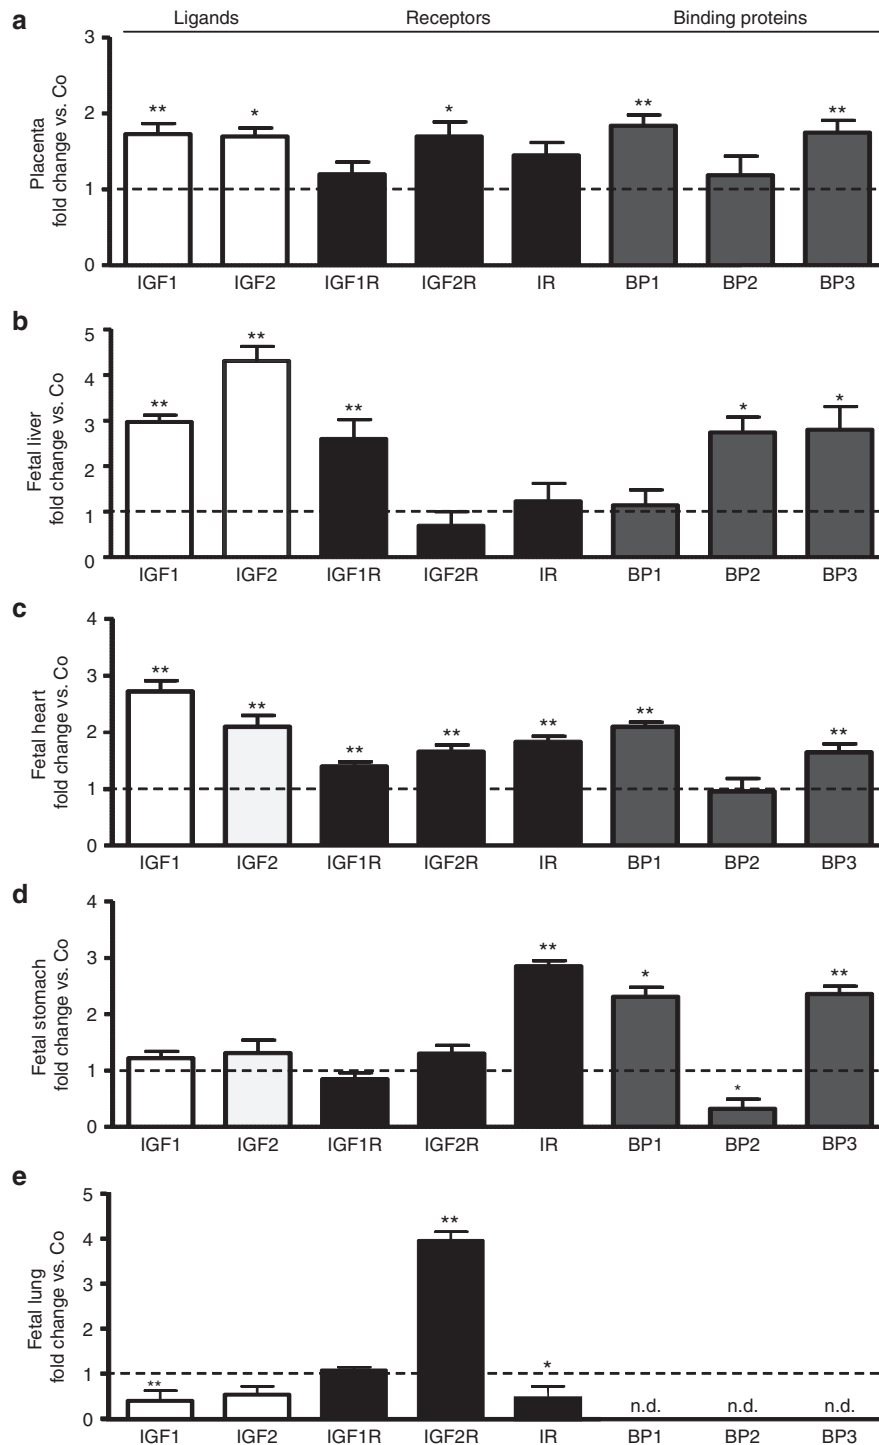 a
Ligands Receptors Binding proteins
Placenta
fold change vs. Co
3
2
1
0
** * * ** **
IGF1 IGF2 IGF1R IGF2R IR BP1 BP2 BP3
b
Fetal liver
fold change vs. Co
5
4
3
2
1
0
** ** ** * *
IGF1 IGF2 IGF1R IGF2R IR BP1 BP2 BP3
c
Fetal heart
fold change vs. Co
4
3
2
1
0
** ** ** ** ** ** **
IGF1 IGF2 IGF1R IGF2R IR BP1 BP2 BP3
d
Fetal stomach
fold change vs. Co
4
3
2
1
0
** * * **
IGF1 IGF2 IGF1R IGF2R IR BP1 BP2 BP3
e
Fetal lung
fold change vs. Co
5
4
3
2
1
0
** ** *
n.d. n.d. n.d.
IGF1 IGF2 IGF1R IGF2R IR BP1 BP2 BP3